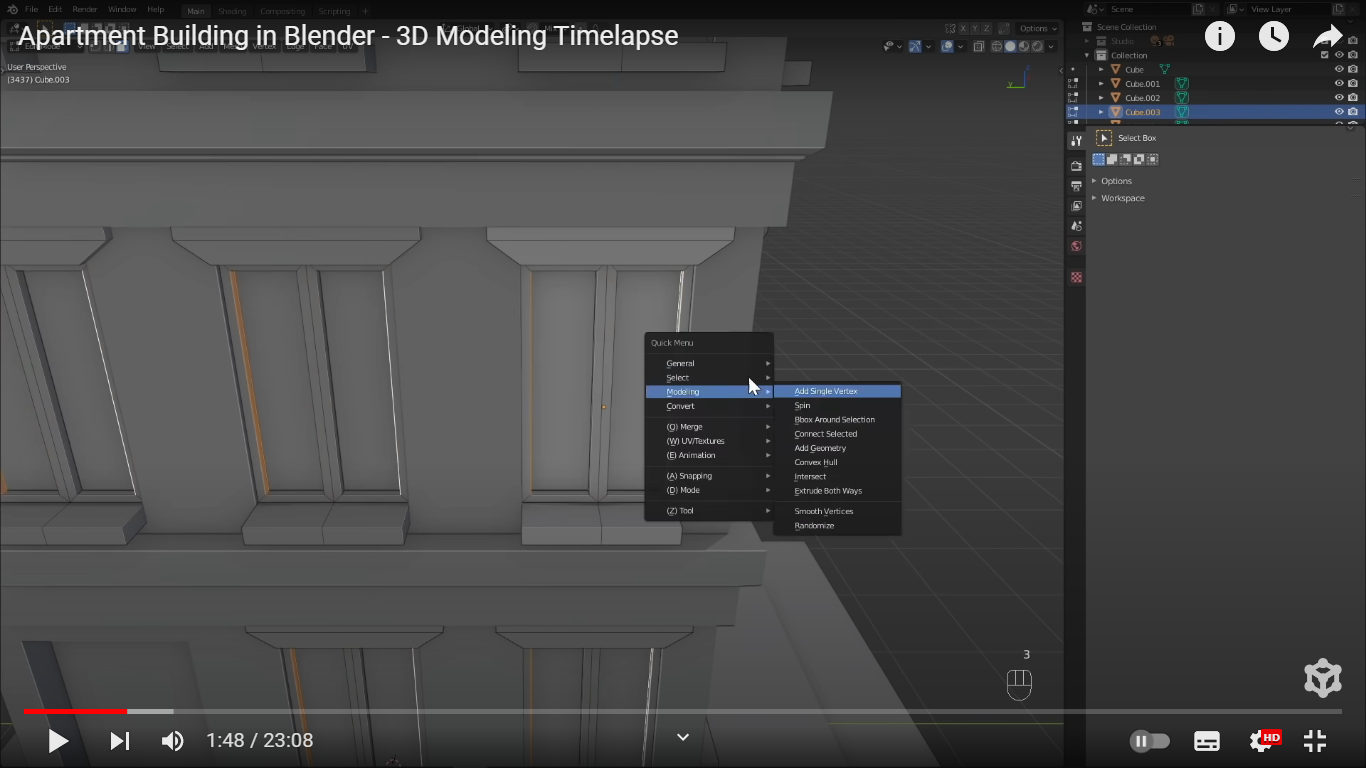 File Edit Render Window Help Main Shading Compositing Scripting + Scene View Layer
Apartment Building in Blender - 3D Modeling Timelapse
Options
Scene Collection
Studio
View Select Add Mesh Vertex Edge Face UV
User Perspective
(3437) Cube.003
Collection
Cube
Cube.001
Cube.002
Cube.003
y
Select Box
Options
Workspace
Quick Menu
General
Select
Modeling
Convert
(Q) Merge
(W) UV/Textures
(E) Animation
(A) Snapping
(D) Mode
(Z) Tool
Add Single Vertex
Spin
Bbox Around Selection
Connect Selected
Add Geometry
Convex Hull
Intersect
Extrude Both Ways
Smooth Vertices
Randomize
3
1:48 / 23:08
HD